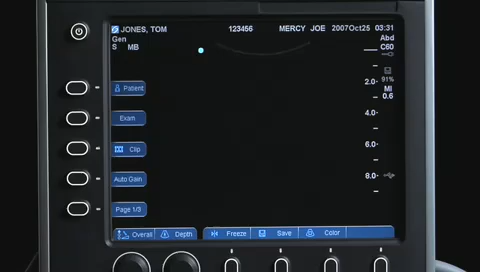 JONES, TOM 123456 MERCY JOE 2007Oct25 03:31
Gen Abd
S MB C60
91%
MI
0.6
2.0
4.0
6.0
8.0
Patient
Exam
Clip
Auto Gain
Page 1/3
Overall Depth Freeze Save Color